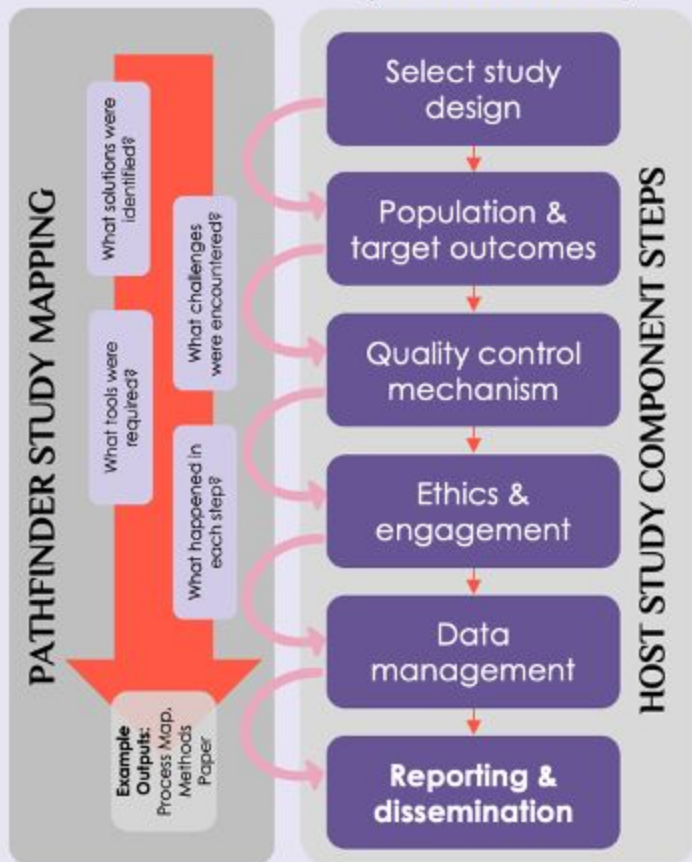 PATHFINDER STUDY MAPPING
What solutions were
identified?
What challenges
were encountered?
What tools were
required?
What happened in
each step?
Example
Outputs:
Process Map,
Methods
Paper
Select study
design
Population &
target outcomes
Quality control
mechanism
Ethics &
engagement
Data
management
Reporting &
dissemination
HOST STUDY COMPONENT STEPS